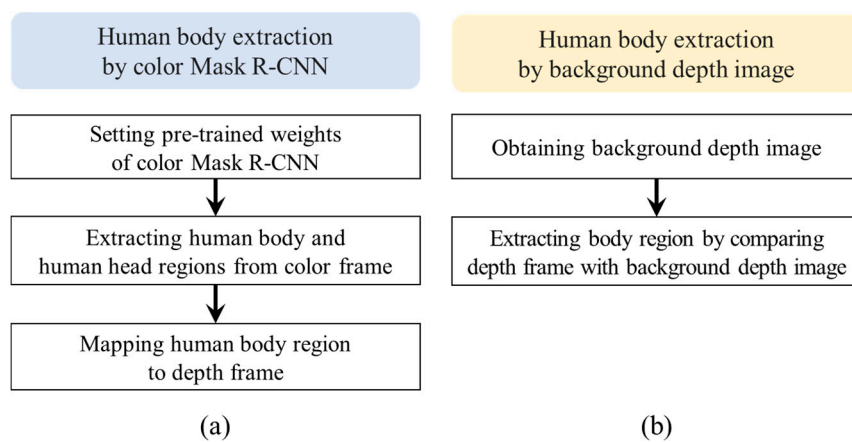 Human body extraction
by color Mask R-CNN
Setting pre-trained weights
of color Mask R-CNN
Extracting human body and
human head regions from color frame
Mapping human body region
to depth frame
(a)
Human body extraction
by background depth image
Obtaining background depth image
Extracting body region by comparing
depth frame with background depth image
(b)